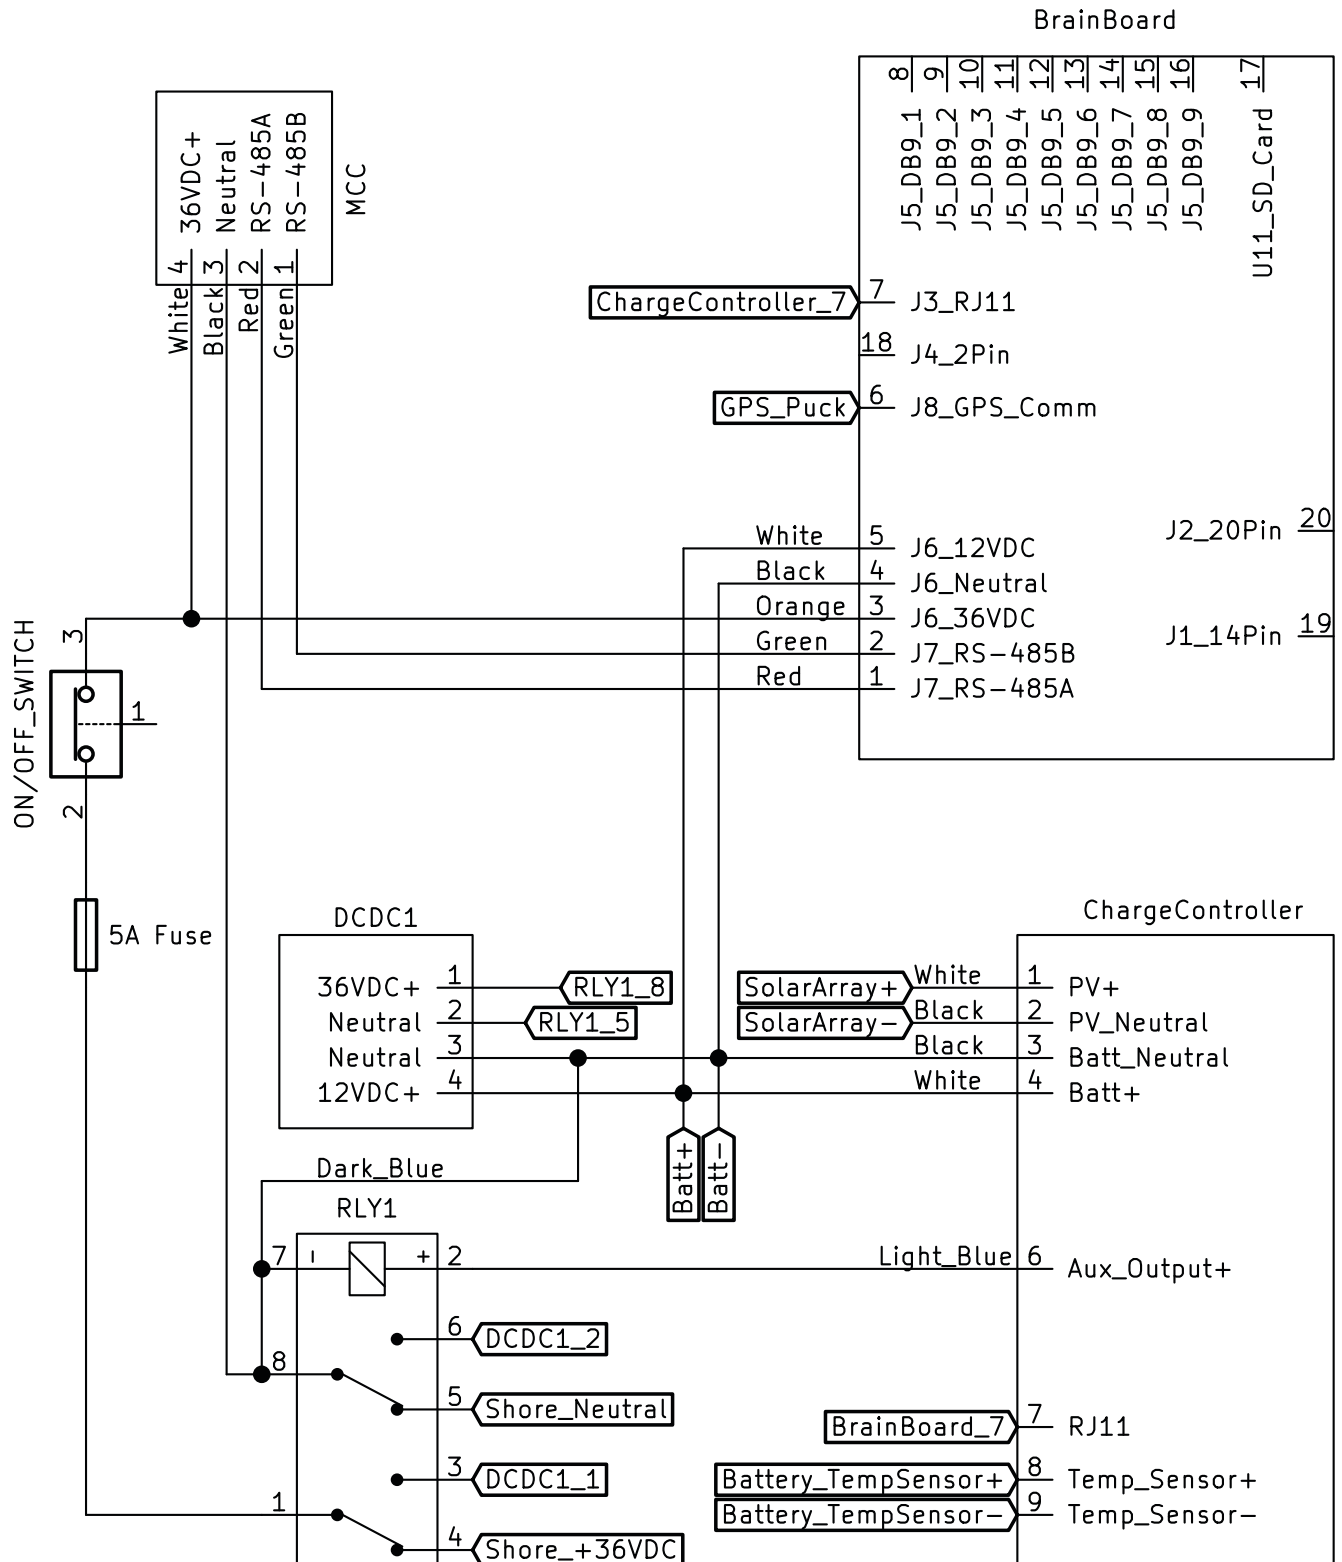 BrainBoard
8
9
10
11
12
13
14
15
16
17
J5_DB9_1
J5_DB9_2
J5_DB9_3
J5_DB9_4
J5_DB9_5
J5_DB9_6
J5_DB9_7
J5_DB9_8
J5_DB9_9
U11_SD_Card
36VDC+
Neutral
RS-485A
RS-485B
MCC
4
3
2
1
White
Black
Red
Green
ChargeController_7
7
J3_RJ11
18
J4_2Pin
GPS_Puck
6
J8_GPS_Comm
20
J2_20Pin
White
5
J6_12VDC
Black
4
J6_Neutral
Orange
3
J6_36VDC
Green
2
J7_RS-485B
Red
1
J7_RS-485A
19
J1_14Pin
ON/OFF_SWITCH
3
1
2
5A Fuse
DCDC1
36VDC+
1
RLY1_8
Neutral
2
RLY1_5
Neutral
3
12VDC+
4
ChargeController
SolarArray+
White
1
PV+
SolarArray-
Black
2
PV_Neutral
Black
3
Batt_Neutral
White
4
Batt+
Batt+
Batt-
Dark_Blue
RLY1
7
-
+
2
Light_Blue
6
Aux_Output+
6
DCDC1_2
8
5
Shore_Neutral
3
DCDC1_1
1
4
Shore_+36VDC
BrainBoard_7
7
RJ11
Battery_TempSensor+
8
Temp_Sensor+
Battery_TempSensor-
9
Temp_Sensor-